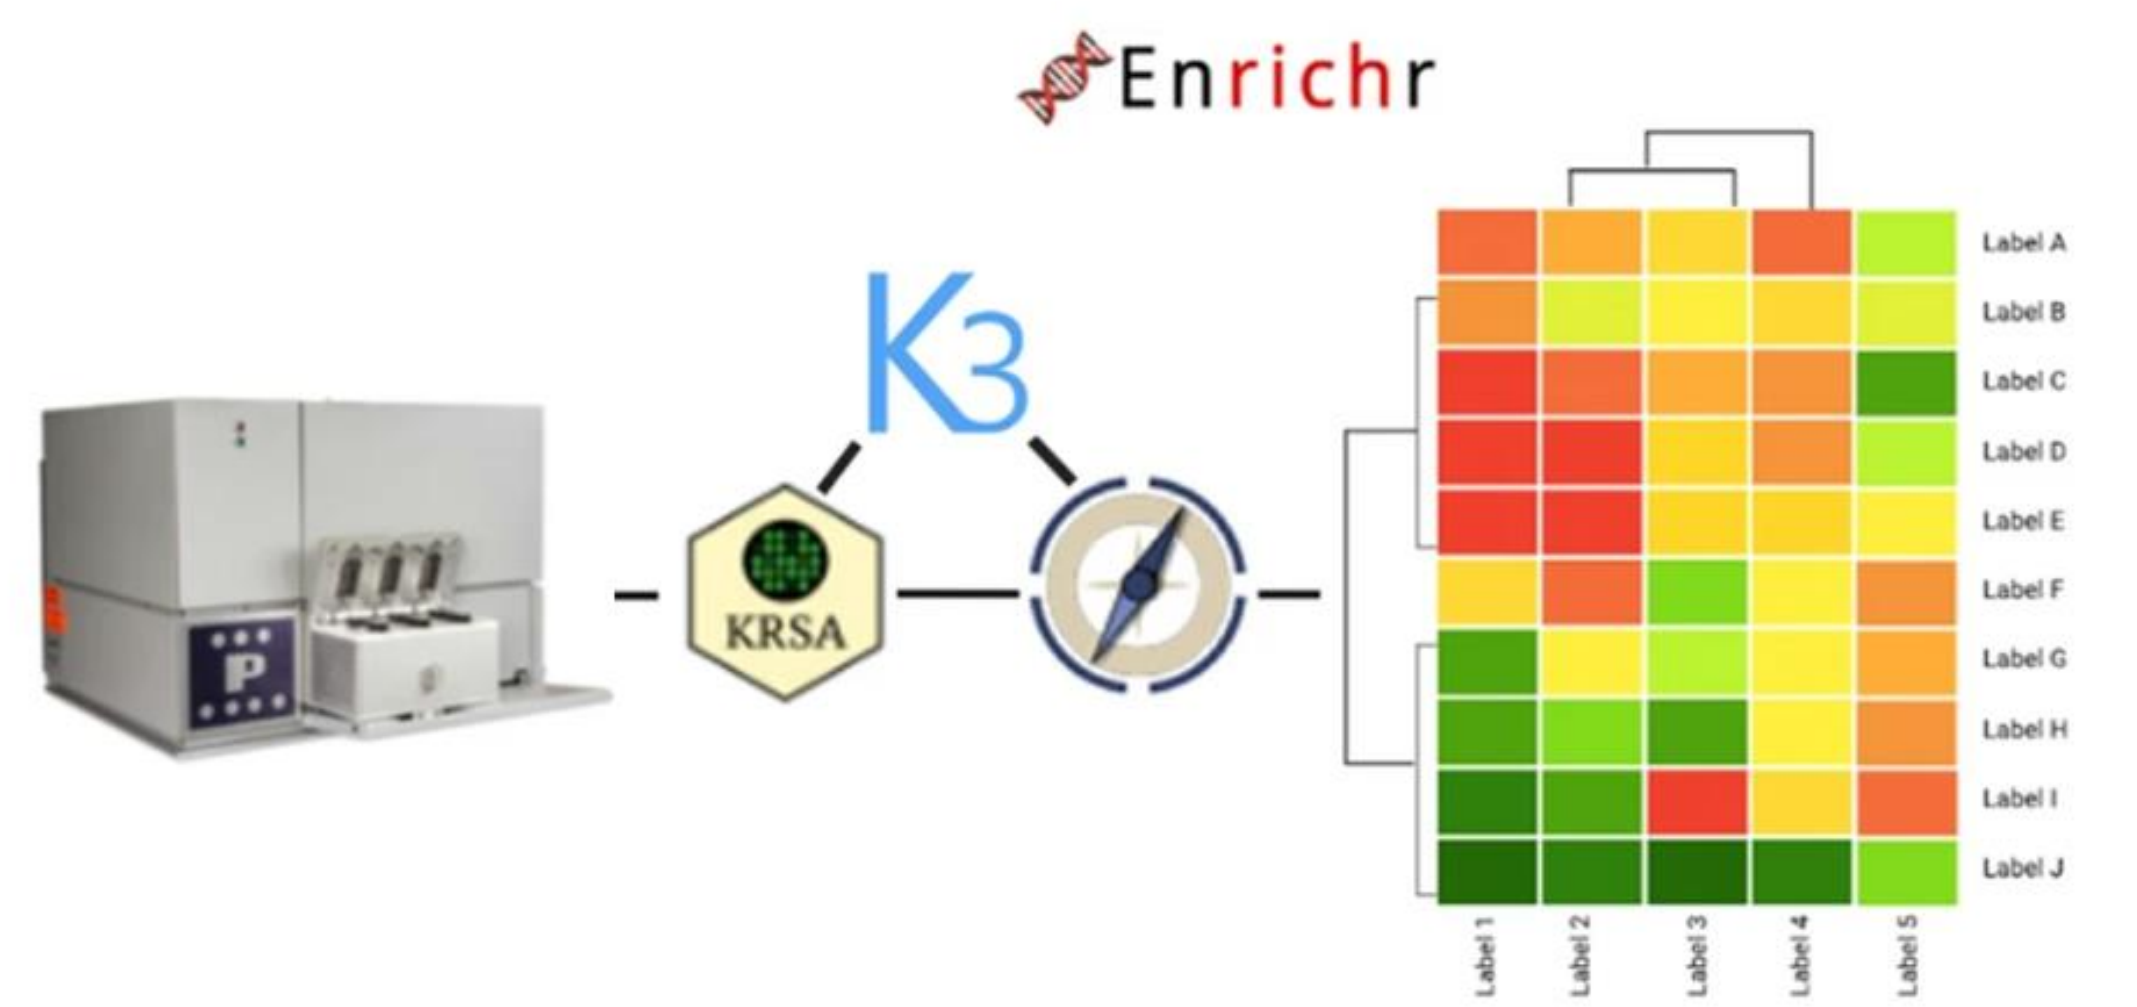 Enrichr
K3
P
KRSA
Label A
Label B
Label C
Label D
Label E
Label F
Label G
Label H
Label I
Label J
Label 1
Label 2
Label 3
Label 4
Label 5